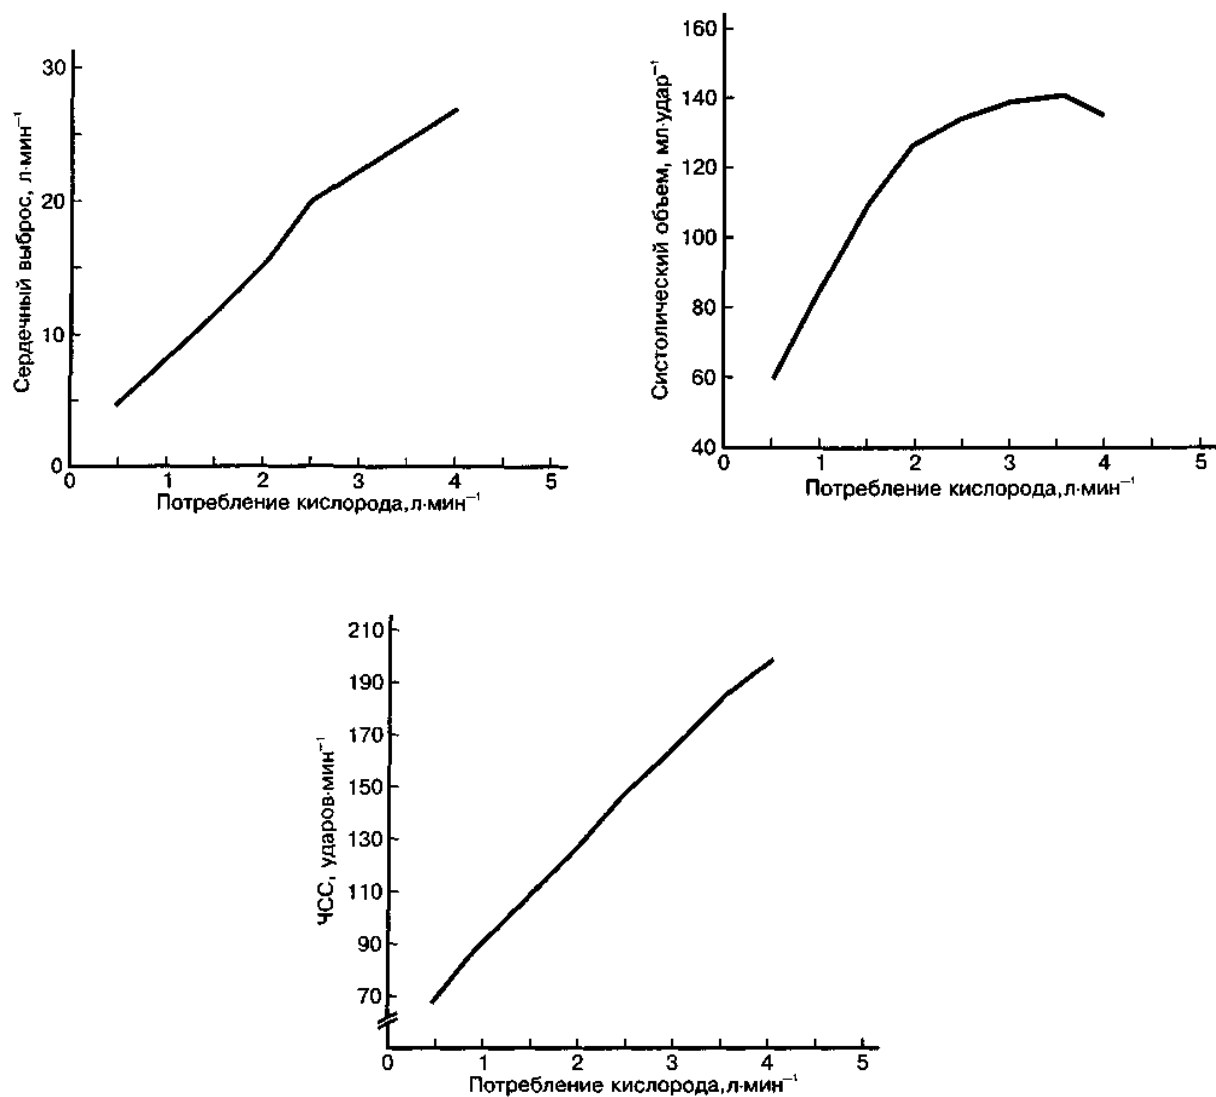 Сердечный выброс, л·мин⁻¹
30
20
10
0
0 1 2 3 4 5
Потребление кислорода, л·мин⁻¹
Систолический объем, мл·удар⁻¹
160
140
120
100
80
60
40
0 1 2 3 4 5
Потребление кислорода, л·мин⁻¹
ЧСС, ударов·мин⁻¹
210
190
170
150
130
110
90
70
0 1 2 3 4 5
Потребление кислорода, л·мин⁻¹